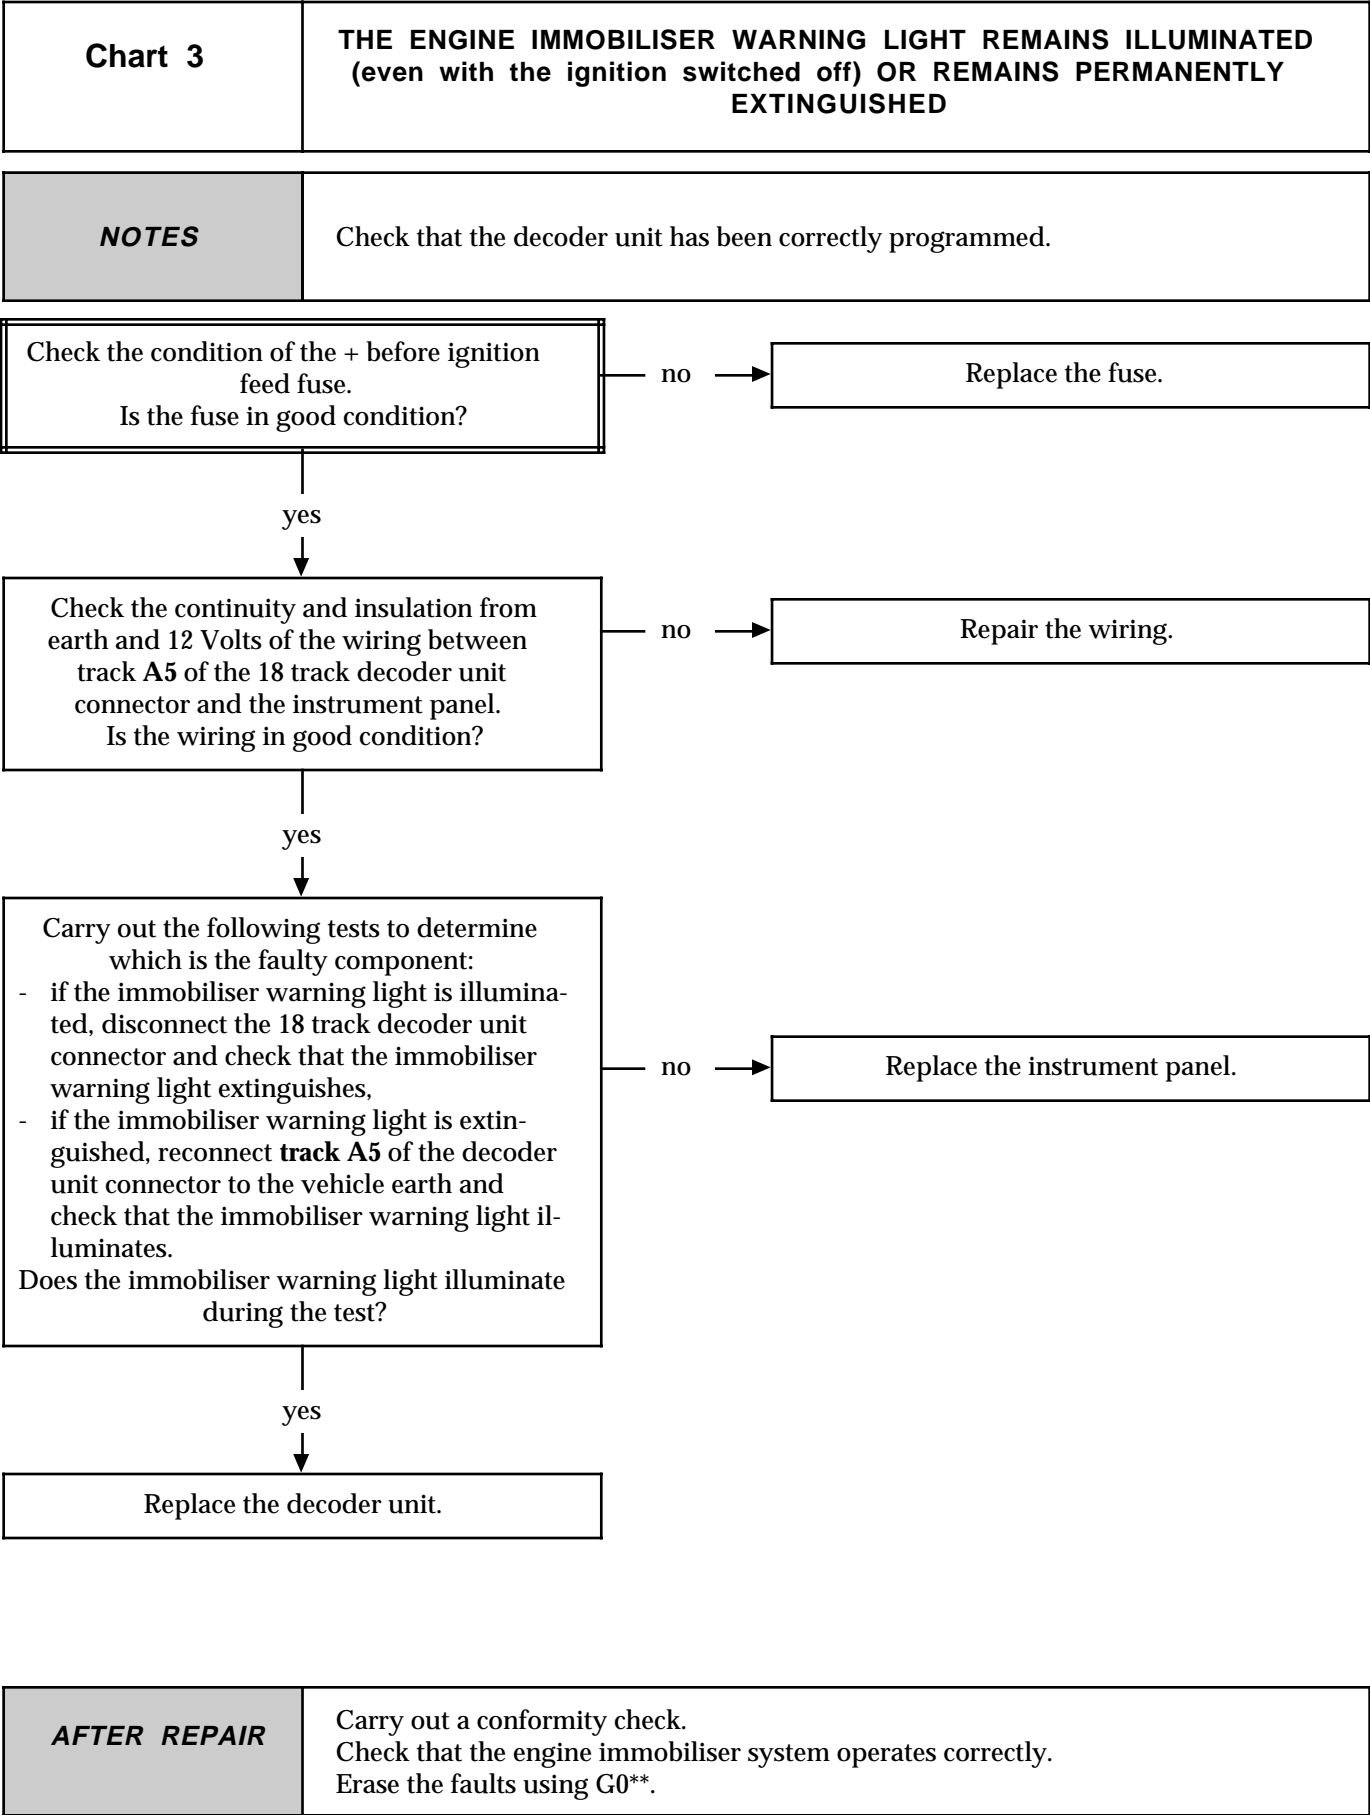 Chart 3
THE ENGINE IMMOBILISER WARNING LIGHT REMAINS ILLUMINATED
(even with the ignition switched off) OR REMAINS PERMANENTLY
EXTINGUISHED
NOTES
Check that the decoder unit has been correctly programmed.
Check the condition of the + before ignition
feed fuse.
Is the fuse in good condition?
no
Replace the fuse.
yes
Check the continuity and insulation from
earth and 12 Volts of the wiring between
track A5 of the 18 track decoder unit
connector and the instrument panel.
Is the wiring in good condition?
no
Repair the wiring.
yes
Carry out the following tests to determine
which is the faulty component:
- if the immobiliser warning light is illumina-
ted, disconnect the 18 track decoder unit
connector and check that the immobiliser
warning light extinguishes,
- if the immobiliser warning light is extin-
guished, reconnect track A5 of the decoder
unit connector to the vehicle earth and
check that the immobiliser warning light il-
luminates.
Does the immobiliser warning light illuminate
during the test?
no
Replace the instrument panel.
yes
Replace the decoder unit.
AFTER REPAIR
Carry out a conformity check.
Check that the engine immobiliser system operates correctly.
Erase the faults using G0**.